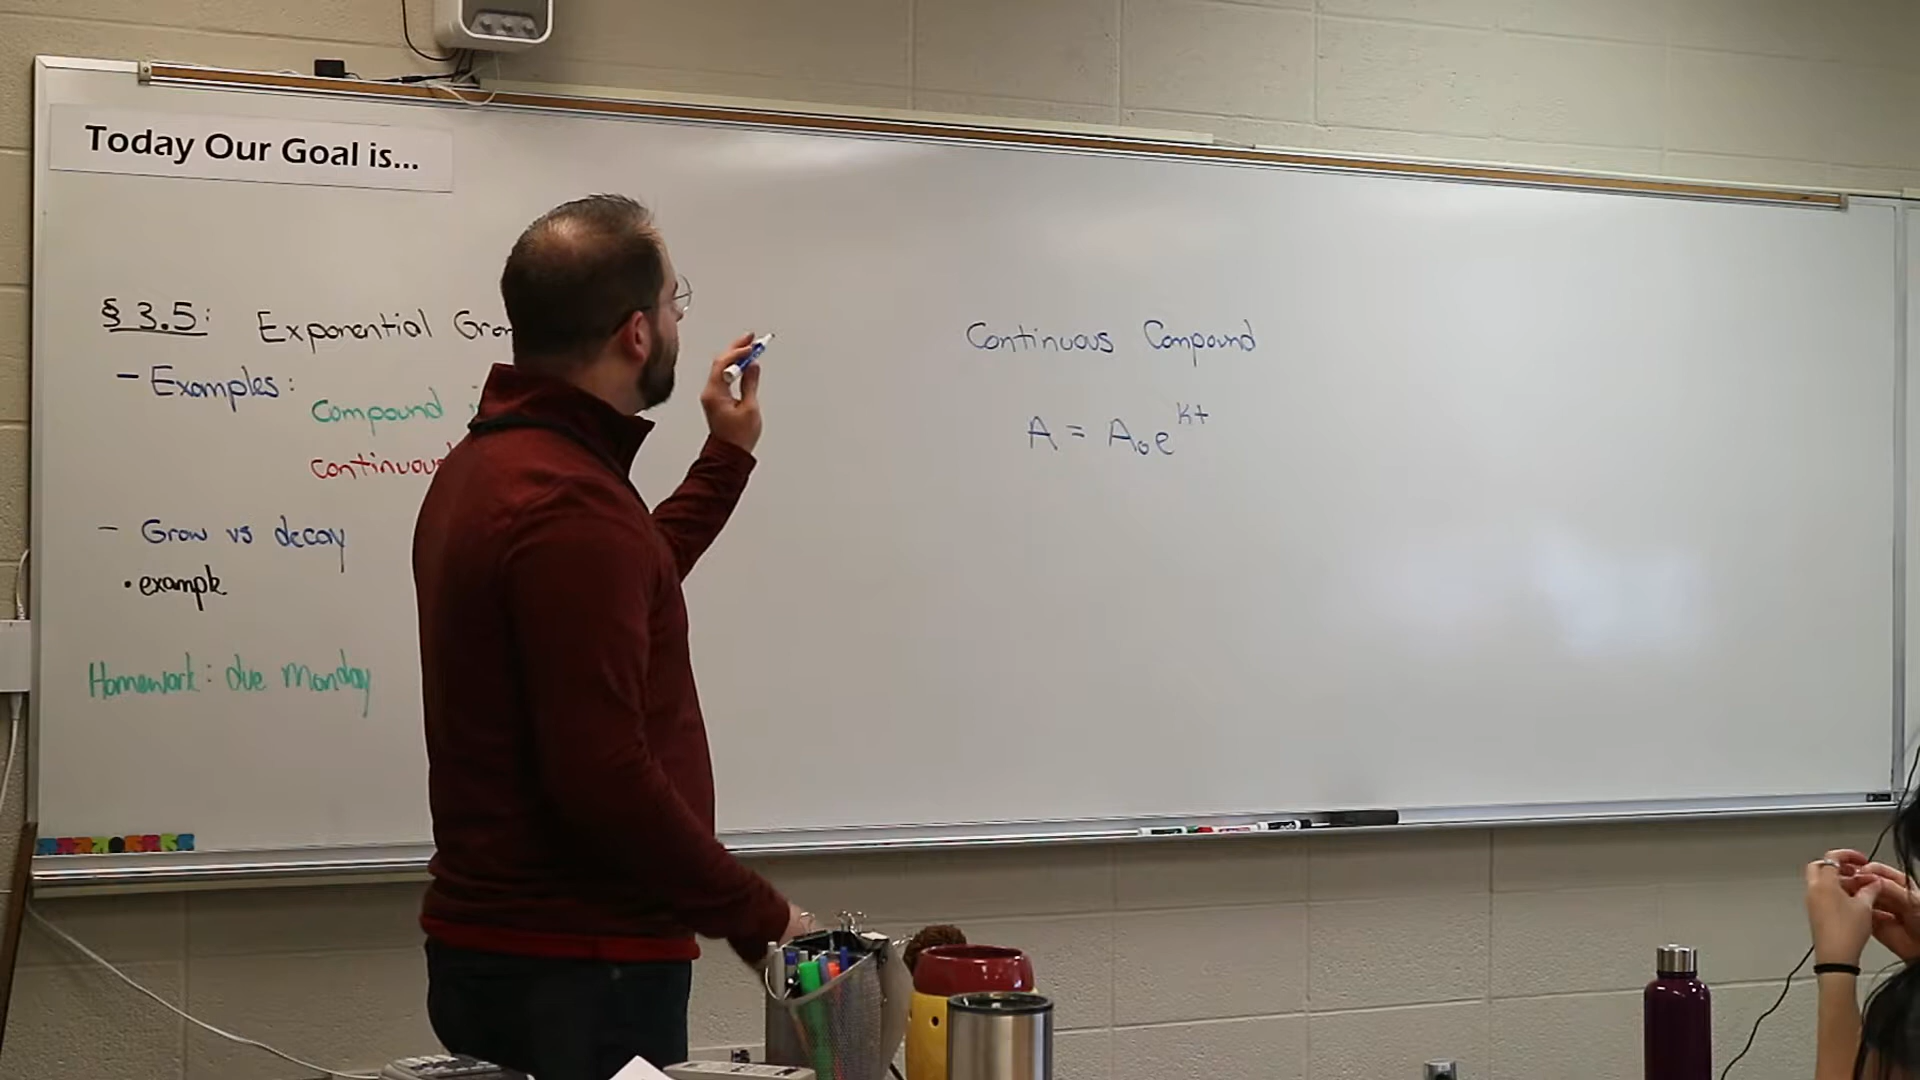 Today Our Goal is...
§ 3.5: Exponential
- Examples:
Compound
continuous
- Grow vs decay
• example
Homework: due Monday
Continuous Compound
A = A₀e^kt